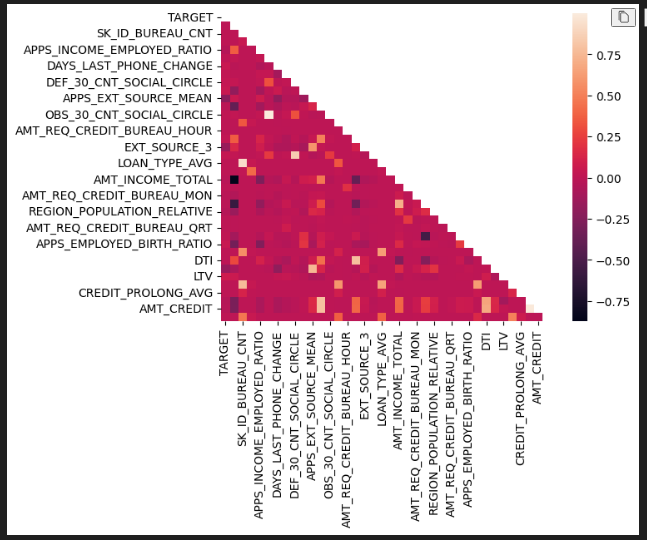 TARGET
SK_ID_BUREAU_CNT
APPS_INCOME_EMPLOYED_RATIO
DAYS_LAST_PHONE_CHANGE
DEF_30_CNT_SOCIAL_CIRCLE
APPS_EXT_SOURCE_MEAN
OBS_30_CNT_SOCIAL_CIRCLE
AMT_REQ_CREDIT_BUREAU_HOUR
EXT_SOURCE_3
LOAN_TYPE_AVG
AMT_INCOME_TOTAL
AMT_REQ_CREDIT_BUREAU_MON
REGION_POPULATION_RELATIVE
AMT_REQ_CREDIT_BUREAU_QRT
APPS_EMPLOYED_BIRTH_RATIO
DTI
LTV
CREDIT_PROLONG_AVG
AMT_CREDIT
0.75
0.50
0.25
0.00
−0.25
−0.50
−0.75
TARGET
SK_ID_BUREAU_CNT
APPS_INCOME_EMPLOYED_RATIO
DAYS_LAST_PHONE_CHANGE
DEF_30_CNT_SOCIAL_CIRCLE
APPS_EXT_SOURCE_MEAN
OBS_30_CNT_SOCIAL_CIRCLE
AMT_REQ_CREDIT_BUREAU_HOUR
EXT_SOURCE_3
LOAN_TYPE_AVG
AMT_INCOME_TOTAL
AMT_REQ_CREDIT_BUREAU_MON
REGION_POPULATION_RELATIVE
AMT_REQ_CREDIT_BUREAU_QRT
APPS_EMPLOYED_BIRTH_RATIO
DTI
LTV
CREDIT_PROLONG_AVG
AMT_CREDIT